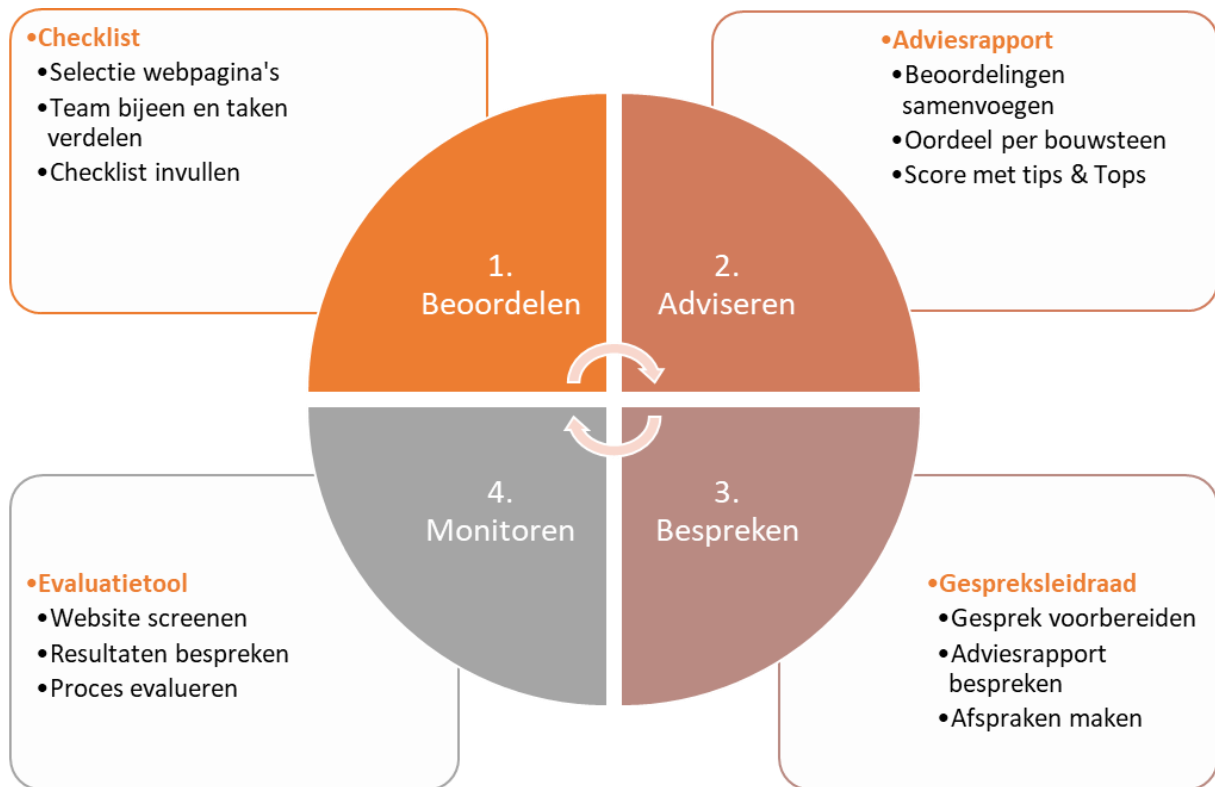 •Checklist
•Selectie webpagina's
•Team bijeen en taken
verdelen
•Checklist invullen
•Adviesrapport
•Beoordelingen
samenvoegen
•Oordeel per bouwsteen
•Score met tips & Tops
1.
Beoordelen
2.
Adviseren
4.
Monitoren
3.
Bespreken
•Evaluatietool
•Website screenen
•Resultaten bespreken
•Proces evalueren
•Gespreksleidraad
•Gesprek voorbereiden
•Adviesrapport
bespreken
•Afspraken maken